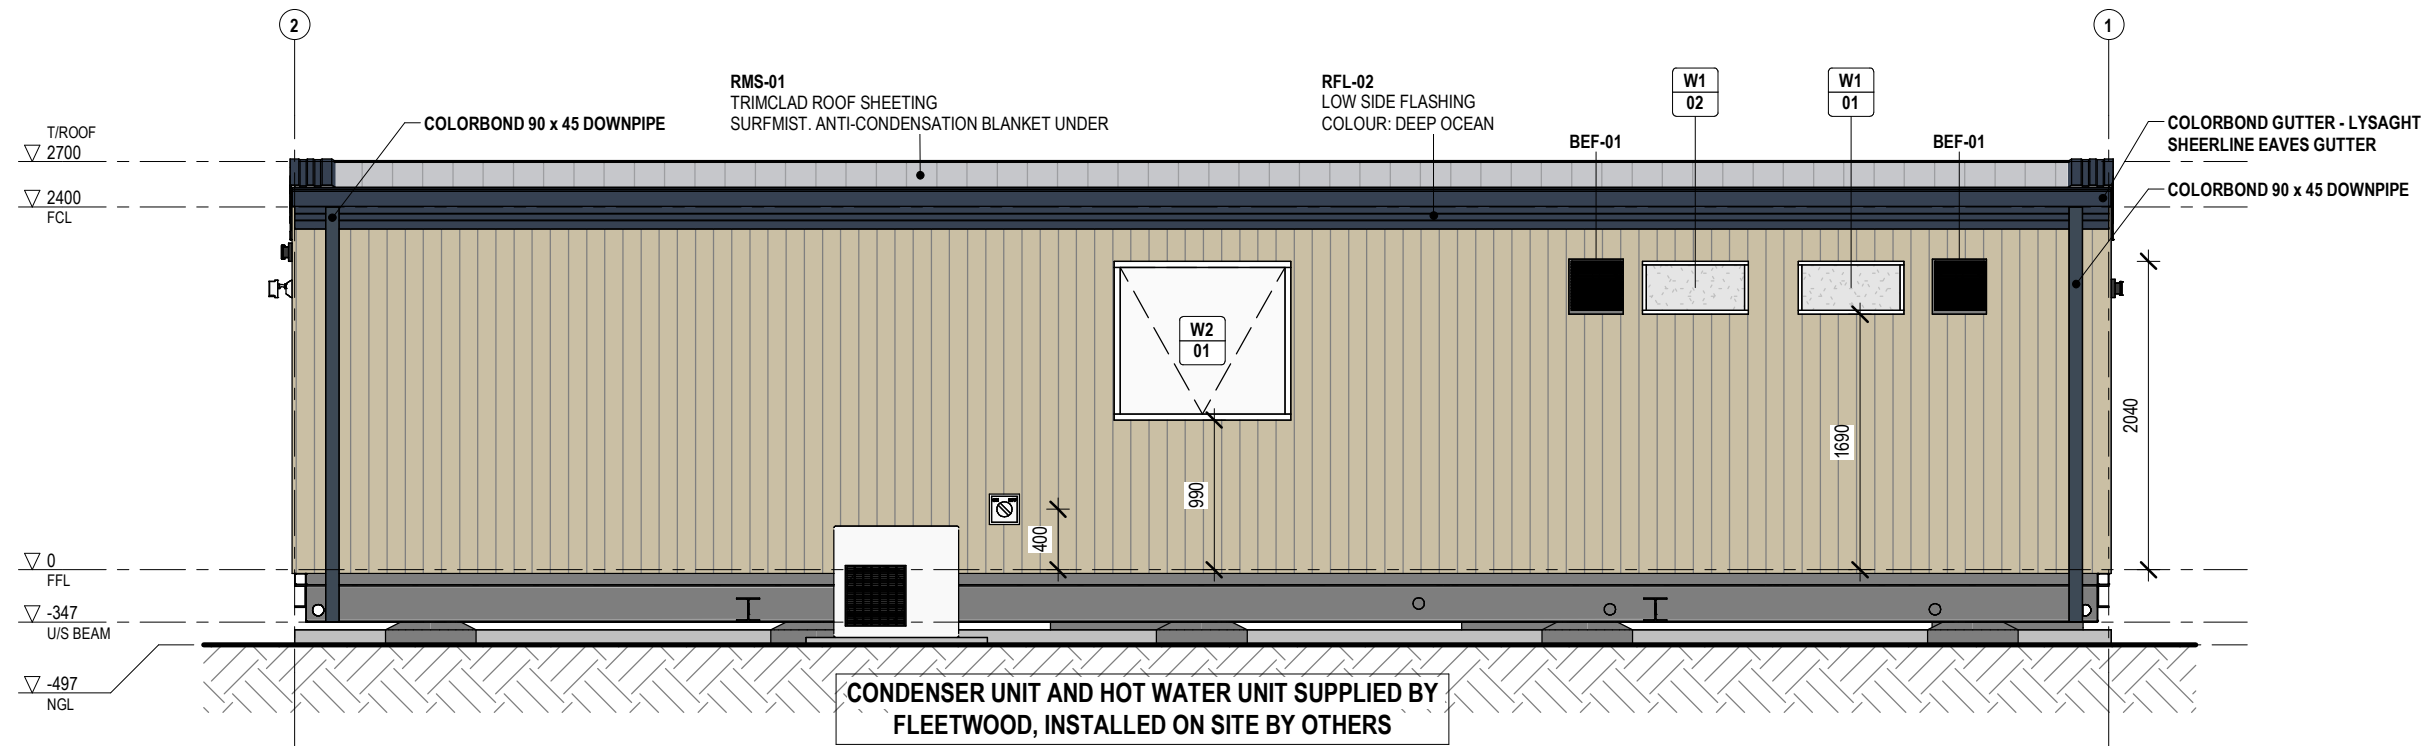 2
1
RMS-01
TRIMCLAD ROOF SHEETING
SURFMIST. ANTI-CONDENSATION BLANKET UNDER
RFL-02
LOW SIDE FLASHING
COLOUR: DEEP OCEAN
W1
02
W1
01
COLORBOND 90 x 45 DOWNPIPE
BEF-01
BEF-01
COLORBOND GUTTER - LYSAGHT
SHEERLINE EAVES GUTTER
COLORBOND 90 x 45 DOWNPIPE
T/ROOF
2700
2400
FCL
W2
01
990
400
1690
2040
0
FFL
-347
U/S BEAM
-497
NGL
CONDENSER UNIT AND HOT WATER UNIT SUPPLIED BY
FLEETWOOD, INSTALLED ON SITE BY OTHERS